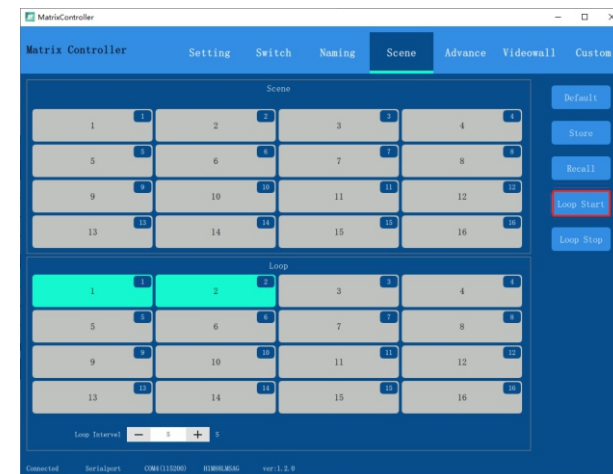 MatrixController
Matrix Controller Setting Switch Naming Scene Advance Videowall Custom
Scene
1 1 2 2 3 3 4 4
5 5 6 6 7 7 8 8
9 9 10 10 11 11 12 12
13 13 14 14 15 15 16 16
Default
Store
Recall
Loop Start
Loop Stop
Loop
1 1 2 2 3 3 4 4
5 5 6 6 7 7 8 8
9 9 10 10 11 11 12 12
13 13 14 14 15 15 16 16
Loop Interval — 5 + S
Connected Serialport COM4(115200) ver:1.2.0